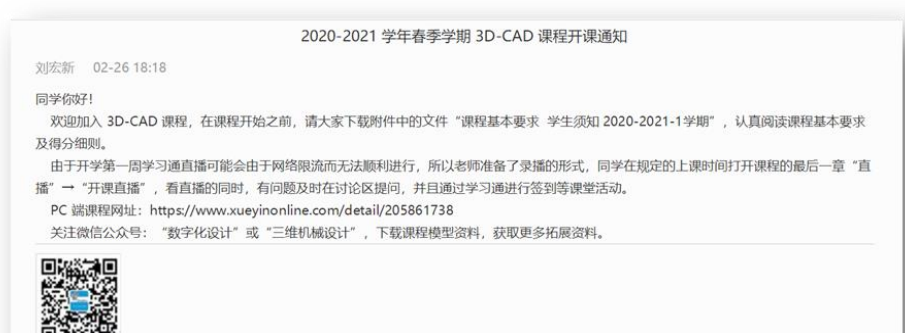 2020-2021 学年春季学期 3D-CAD 课程开课通知
刘宏新 02-26 18:18
同学你好！
欢迎加入 3D-CAD 课程，在课程开始之前，请大家下载附件中的文件“课程基本要求 学生须知 2020-2021-1学期”，认真阅读课程基本要求
及得分细则。
由于开学第一周学习通直播可能会由于网络限流而无法顺利进行，所以老师准备了录播的形式，同学在规定的上课时间打开课程的最后一章“直
播”→“开课直播”，看直播的同时，有问题及时在讨论区提问，并且通过学习通进行签到等课堂活动。
PC 端课程网址：https://www.xueyinonline.com/detail/205861738
关注微信公众号：“数字化设计”或“三维机械设计”，下载课程模型资料，获取更多拓展资料。